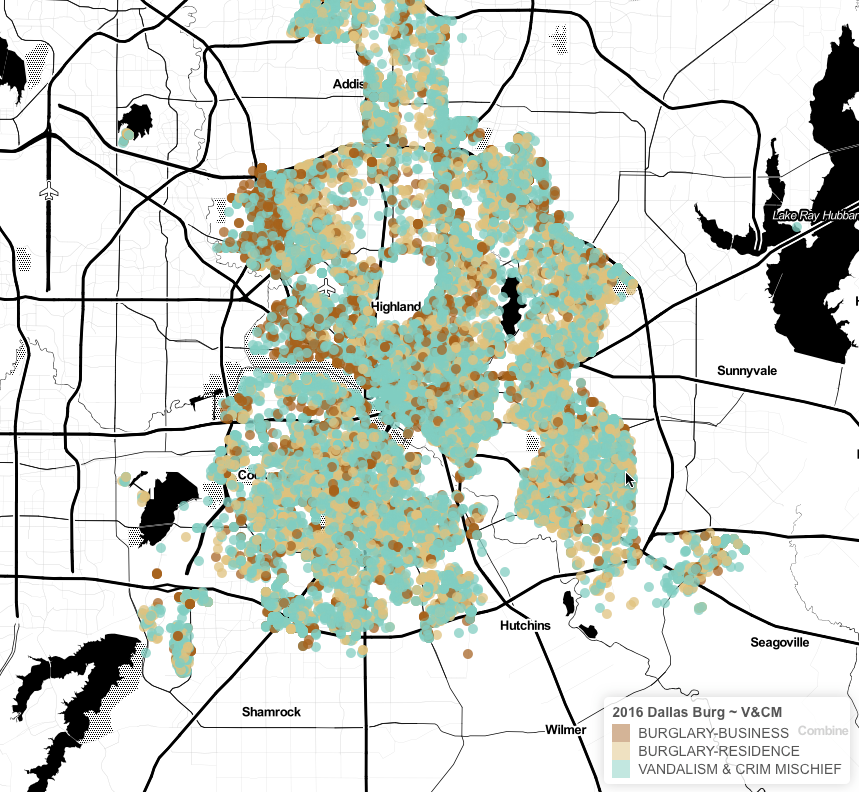 Addis
Lake Ray Hubbar
Highland
Sunnyvale
Hutchins
Seagoville
Shamrock
Wilmer
2016 Dallas Burg ~ V&CM
BURGLARY-BUSINESS
Combine
BURGLARY-RESIDENCE
VANDALISM & CRIM MISCHIEF